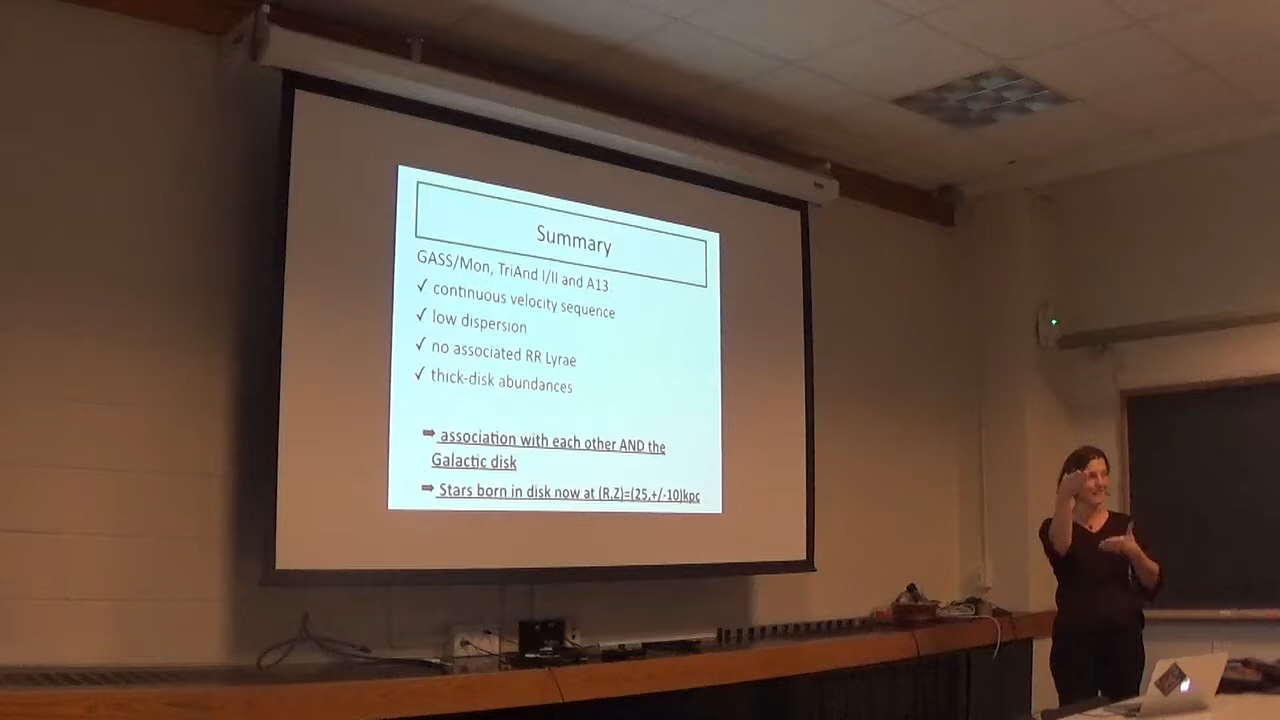 Summary
GASS/Mon, TriAnd I/II and A13
✓ continuous velocity sequence
✓ low dispersion
✓ no associated RR Lyrae
✓ thick-disk abundances
➡ association with each other AND the
Galactic disk
➡ Stars born in disk now at (R,Z)=(25,+/-10)kpc